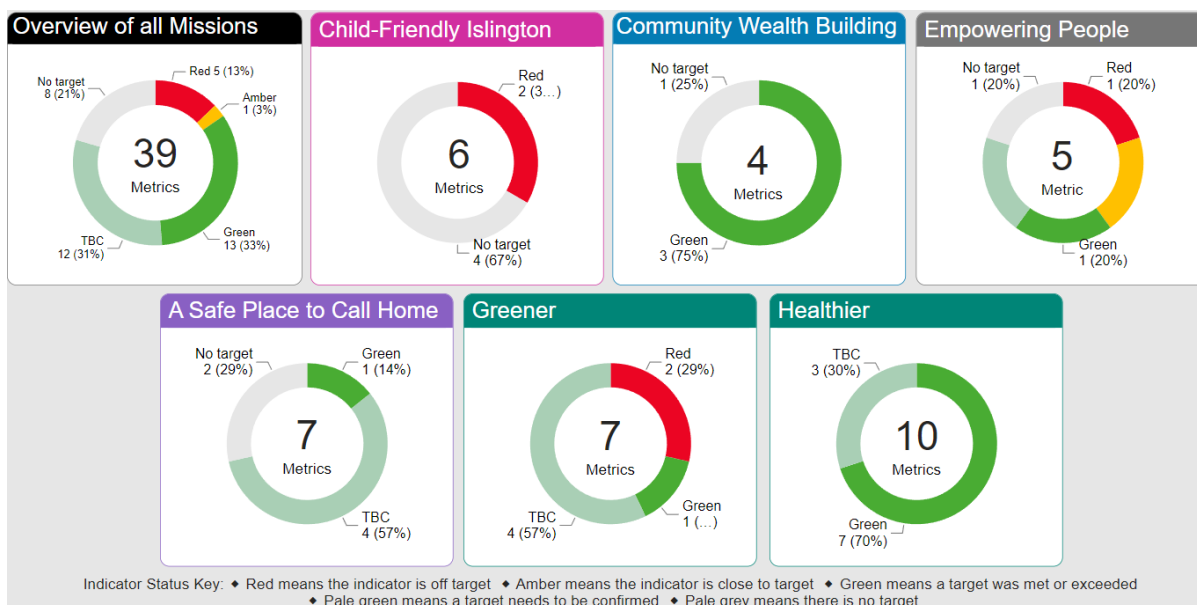 Overview of all Missions
No target
8 (21%)
Red 5 (13%)
Amber
1 (3%)
39
Metrics
TBC
12 (31%)
Green
13 (33%)
Child-Friendly Islington
Red
2 (3...)
6
Metrics
No target
4 (67%)
Community Wealth Building
No target
1 (25%)
4
Metrics
Green
3 (75%)
Empowering People
No target
1 (20%)
Red
1 (20%)
5
Metric
Green
1 (20%)
A Safe Place to Call Home
No target
2 (29%)
Green
1 (14%)
7
Metrics
TBC
4 (57%)
Greener
Red
2 (29%)
7
Metrics
TBC
4 (57%)
Green
1 (...)
Healthier
TBC
3 (30%)
10
Metrics
Green
7 (70%)
Indicator Status Key: ◆ Red means the indicator is off target ◆ Amber means the indicator is close to target ◆ Green means a target was met or exceeded
◆ Pale green means a target needs to be confirmed ◆ Pale grey means there is no target